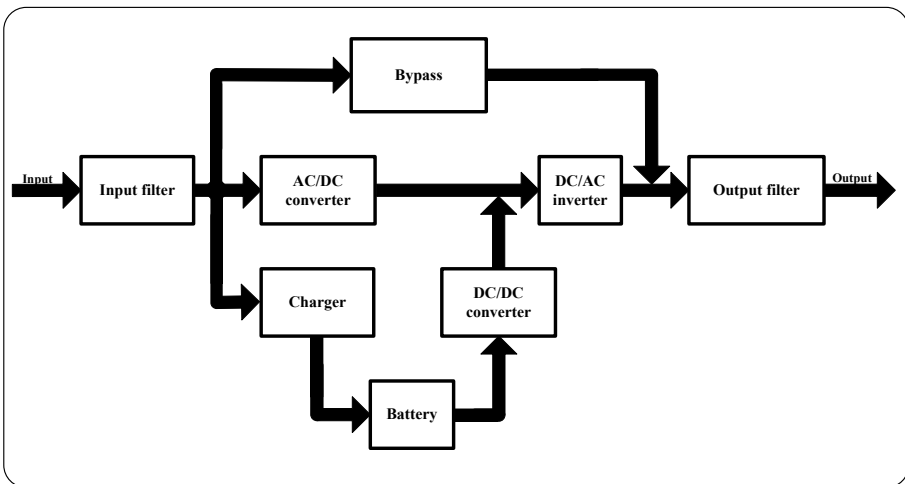 Bypass
Input
Input filter
AC/DC
converter
DC/AC
inverter
Output filter
Output
Charger
DC/DC
converter
Battery